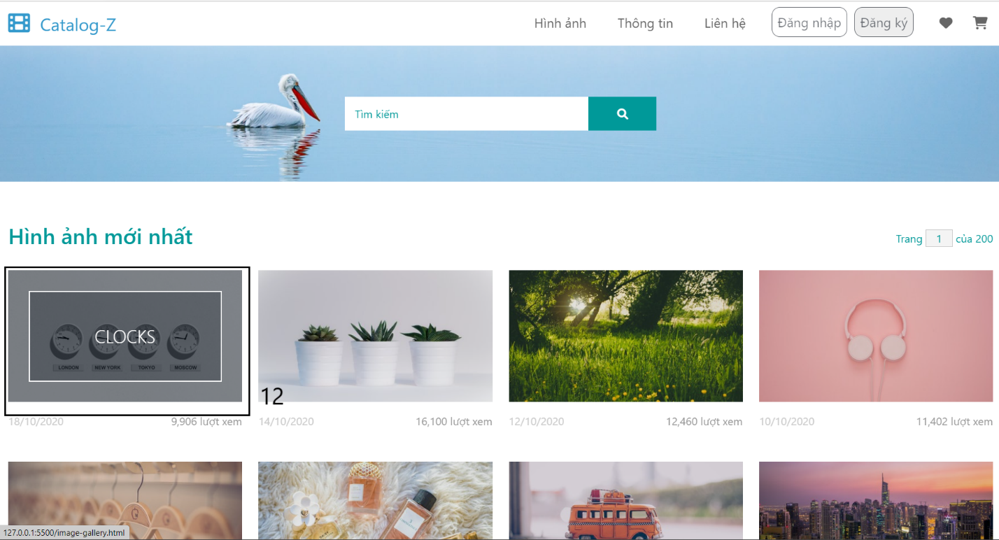 Catalog-Z
Hình ảnh Thông tin Liên hệ Đăng nhập Đăng ký
Tìm kiếm
Hình ảnh mới nhất
Trang 1 của 200
CLOCKS
LONDON NEW YORK TOKYO MOSCOW
12
18/10/2020 9,906 lượt xem
14/10/2020 16,100 lượt xem
12/10/2020 12,460 lượt xem
10/10/2020 11,402 lượt xem
127.0.0.1:5500/image-gallery.html